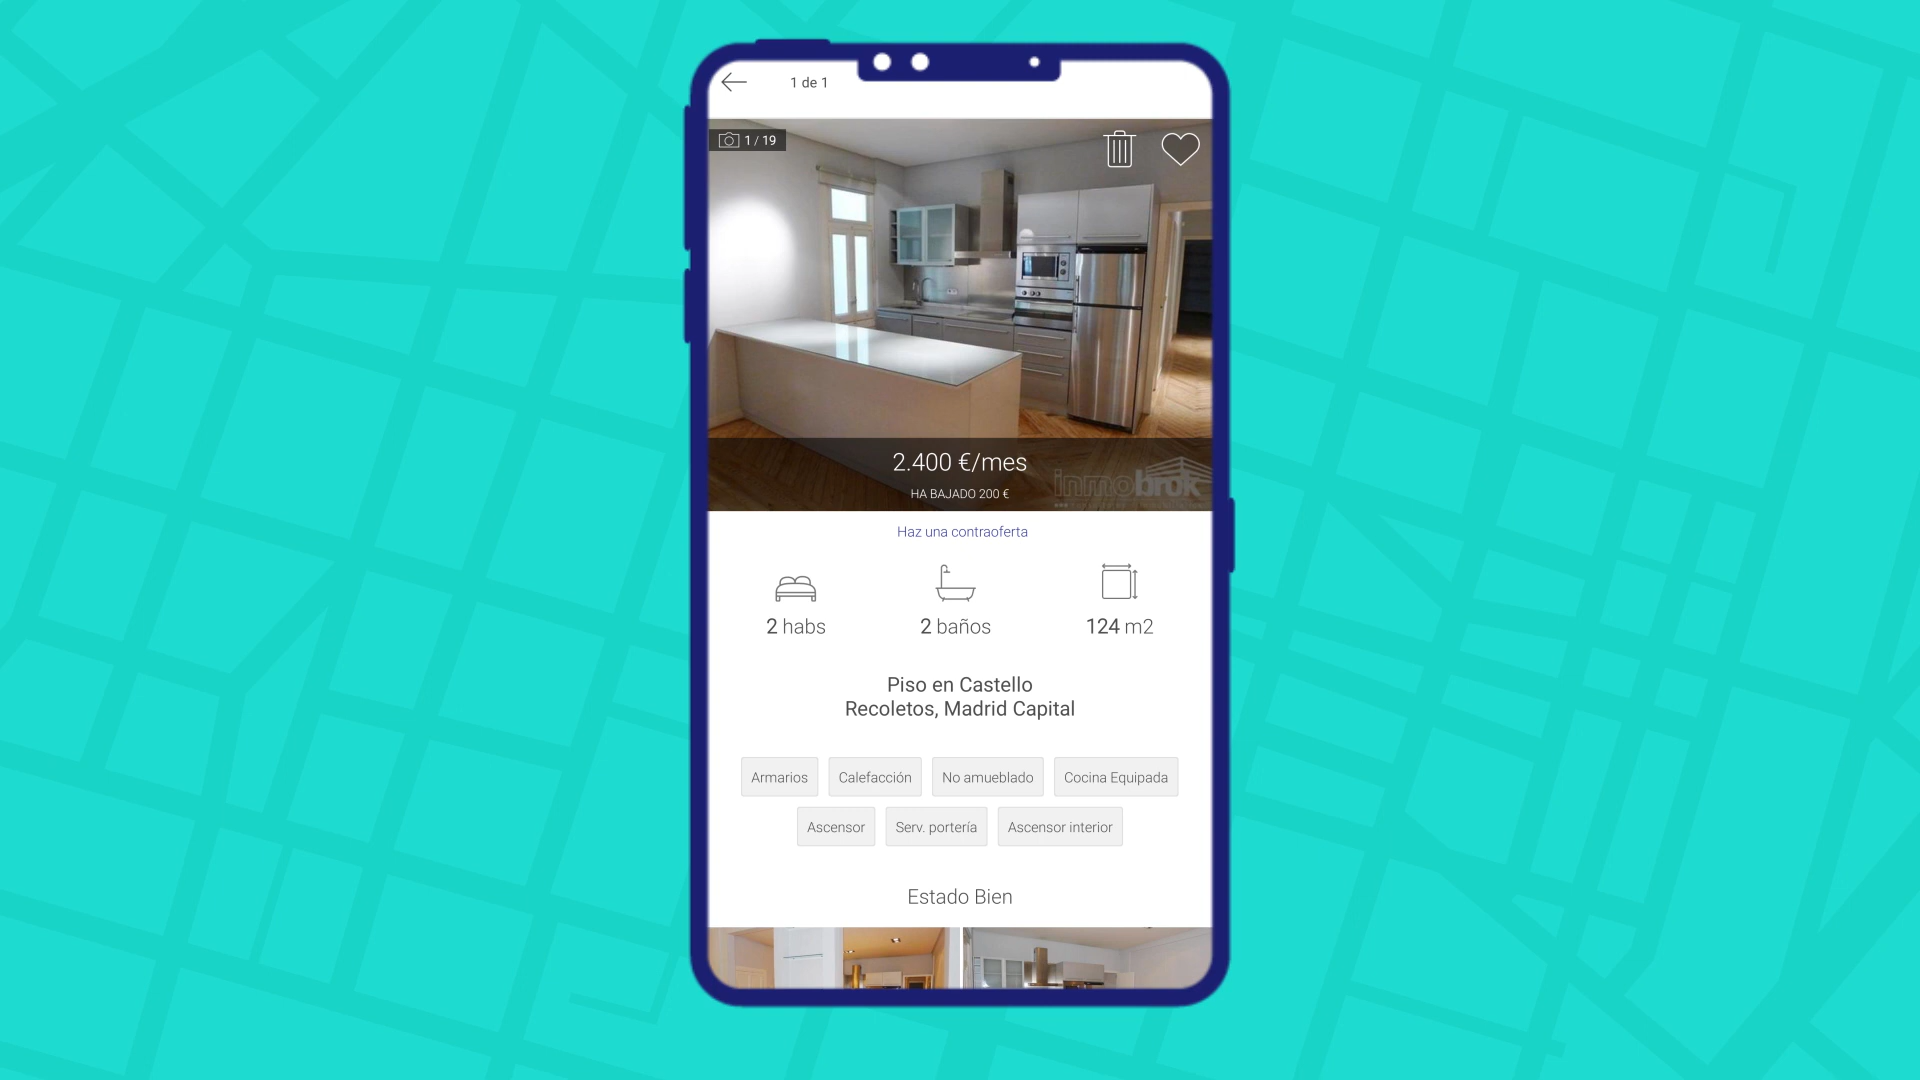 1 de 1
1 / 19
2.400 €/mes
HA BAJADO 200 €
inmobrok
Haz una contraoferta
2 habs
2 baños
124 m2
Piso en Castello
Recoletos, Madrid Capital
Armarios
Calefacción
No amueblado
Cocina Equipada
Ascensor
Serv. portería
Ascensor interior
Estado Bien